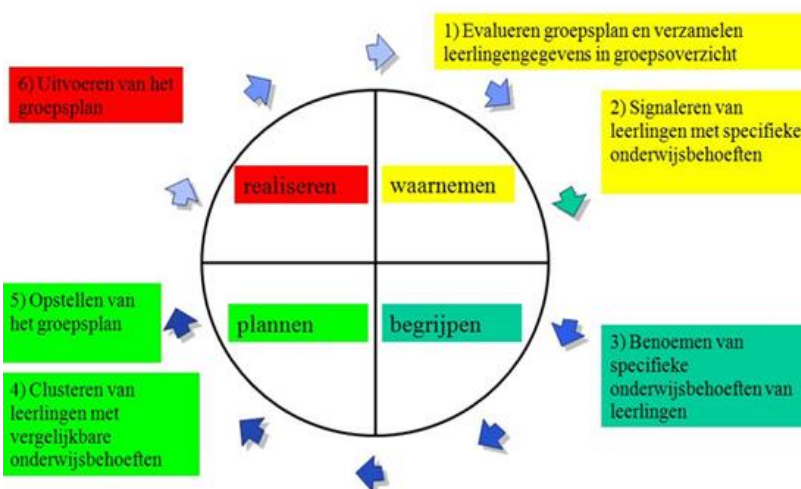 1) Evalueren groepsplan en verzamelen
leerlingengegevens in groepsoverzicht
6) Uitvoeren van het
groepsplan
2) Signaleren van
leerlingen met specifieke
onderwijsbehoeften
realiseren
waarnemen
5) Opstellen van
het groepsplan
plannen
begrijpen
3) Benoemen van
specifieke
onderwijsbehoeften van
leerlingen
4) Clusteren van
leerlingen met
vergelijkbare
onderwijsbehoeften